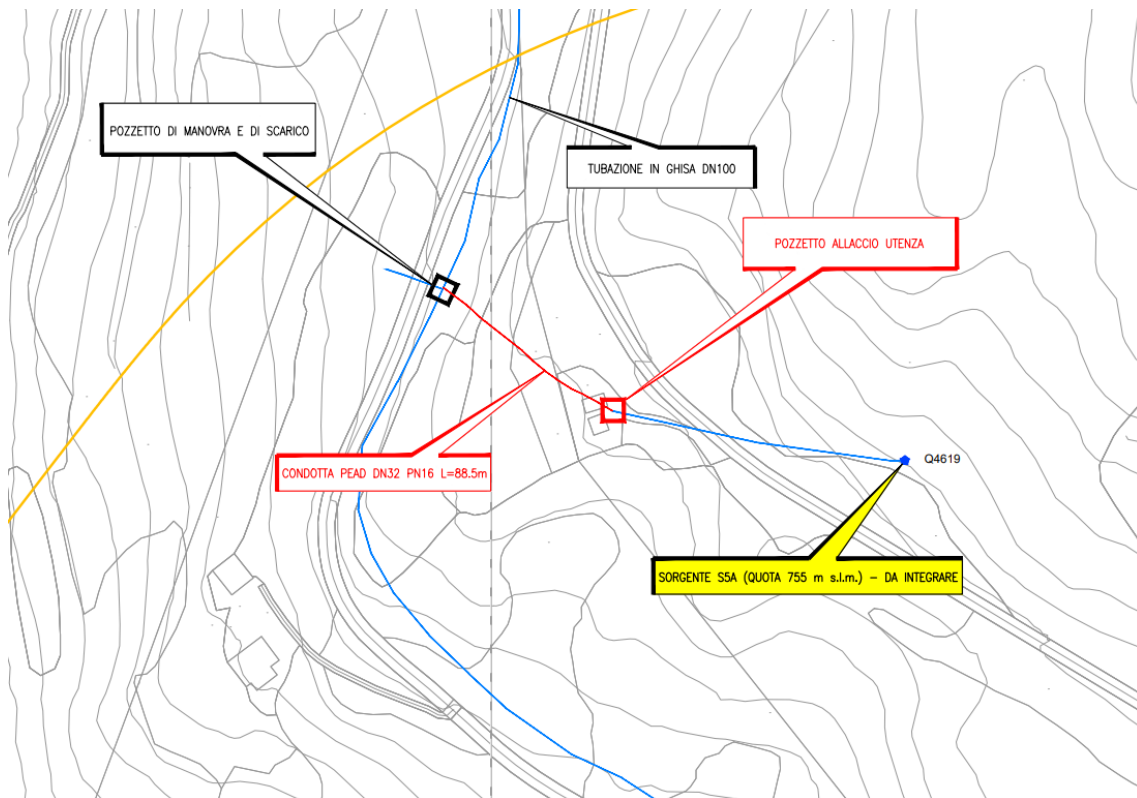 POZZETTO DI MANOVRA E DI SCARICO
TUBAZIONE IN GHISA DN100
POZZETTO ALLACCIO UTENZA
CONDOTTA PEAD DN32 PN16 L=88.5m
Q4619
SORGENTE S5A (QUOTA 755 m s.l.m.) – DA INTEGRARE